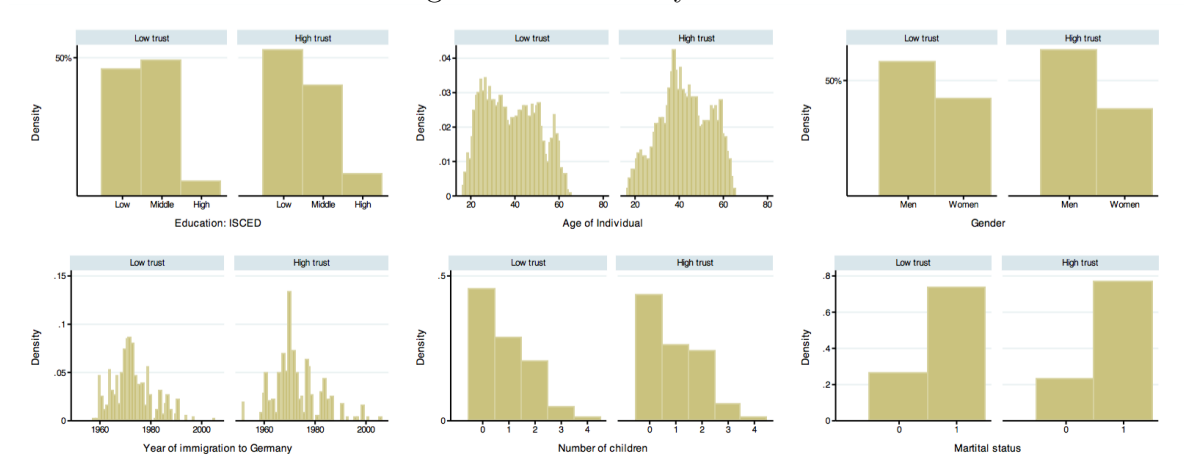 Low trust High trust
50%
Density
Low Middle High Low Middle High
Education: ISCED
Low trust High trust
.04
.03
.02
.01
0
Density
20 40 60 80 20 40 60 80
Age of Individual
Low trust High trust
50%
Density
Men Women Men Women
Gender
Low trust High trust
.15
.1
.05
0
Density
1960 1980 2000 1960 1980 2000
Year of immigration to Germany
Low trust High trust
.5
0
Density
0 1 2 3 4 0 1 2 3 4
Number of children
Low trust High trust
.8
.6
.4
.2
0
Density
0 1 0 1
Martital status